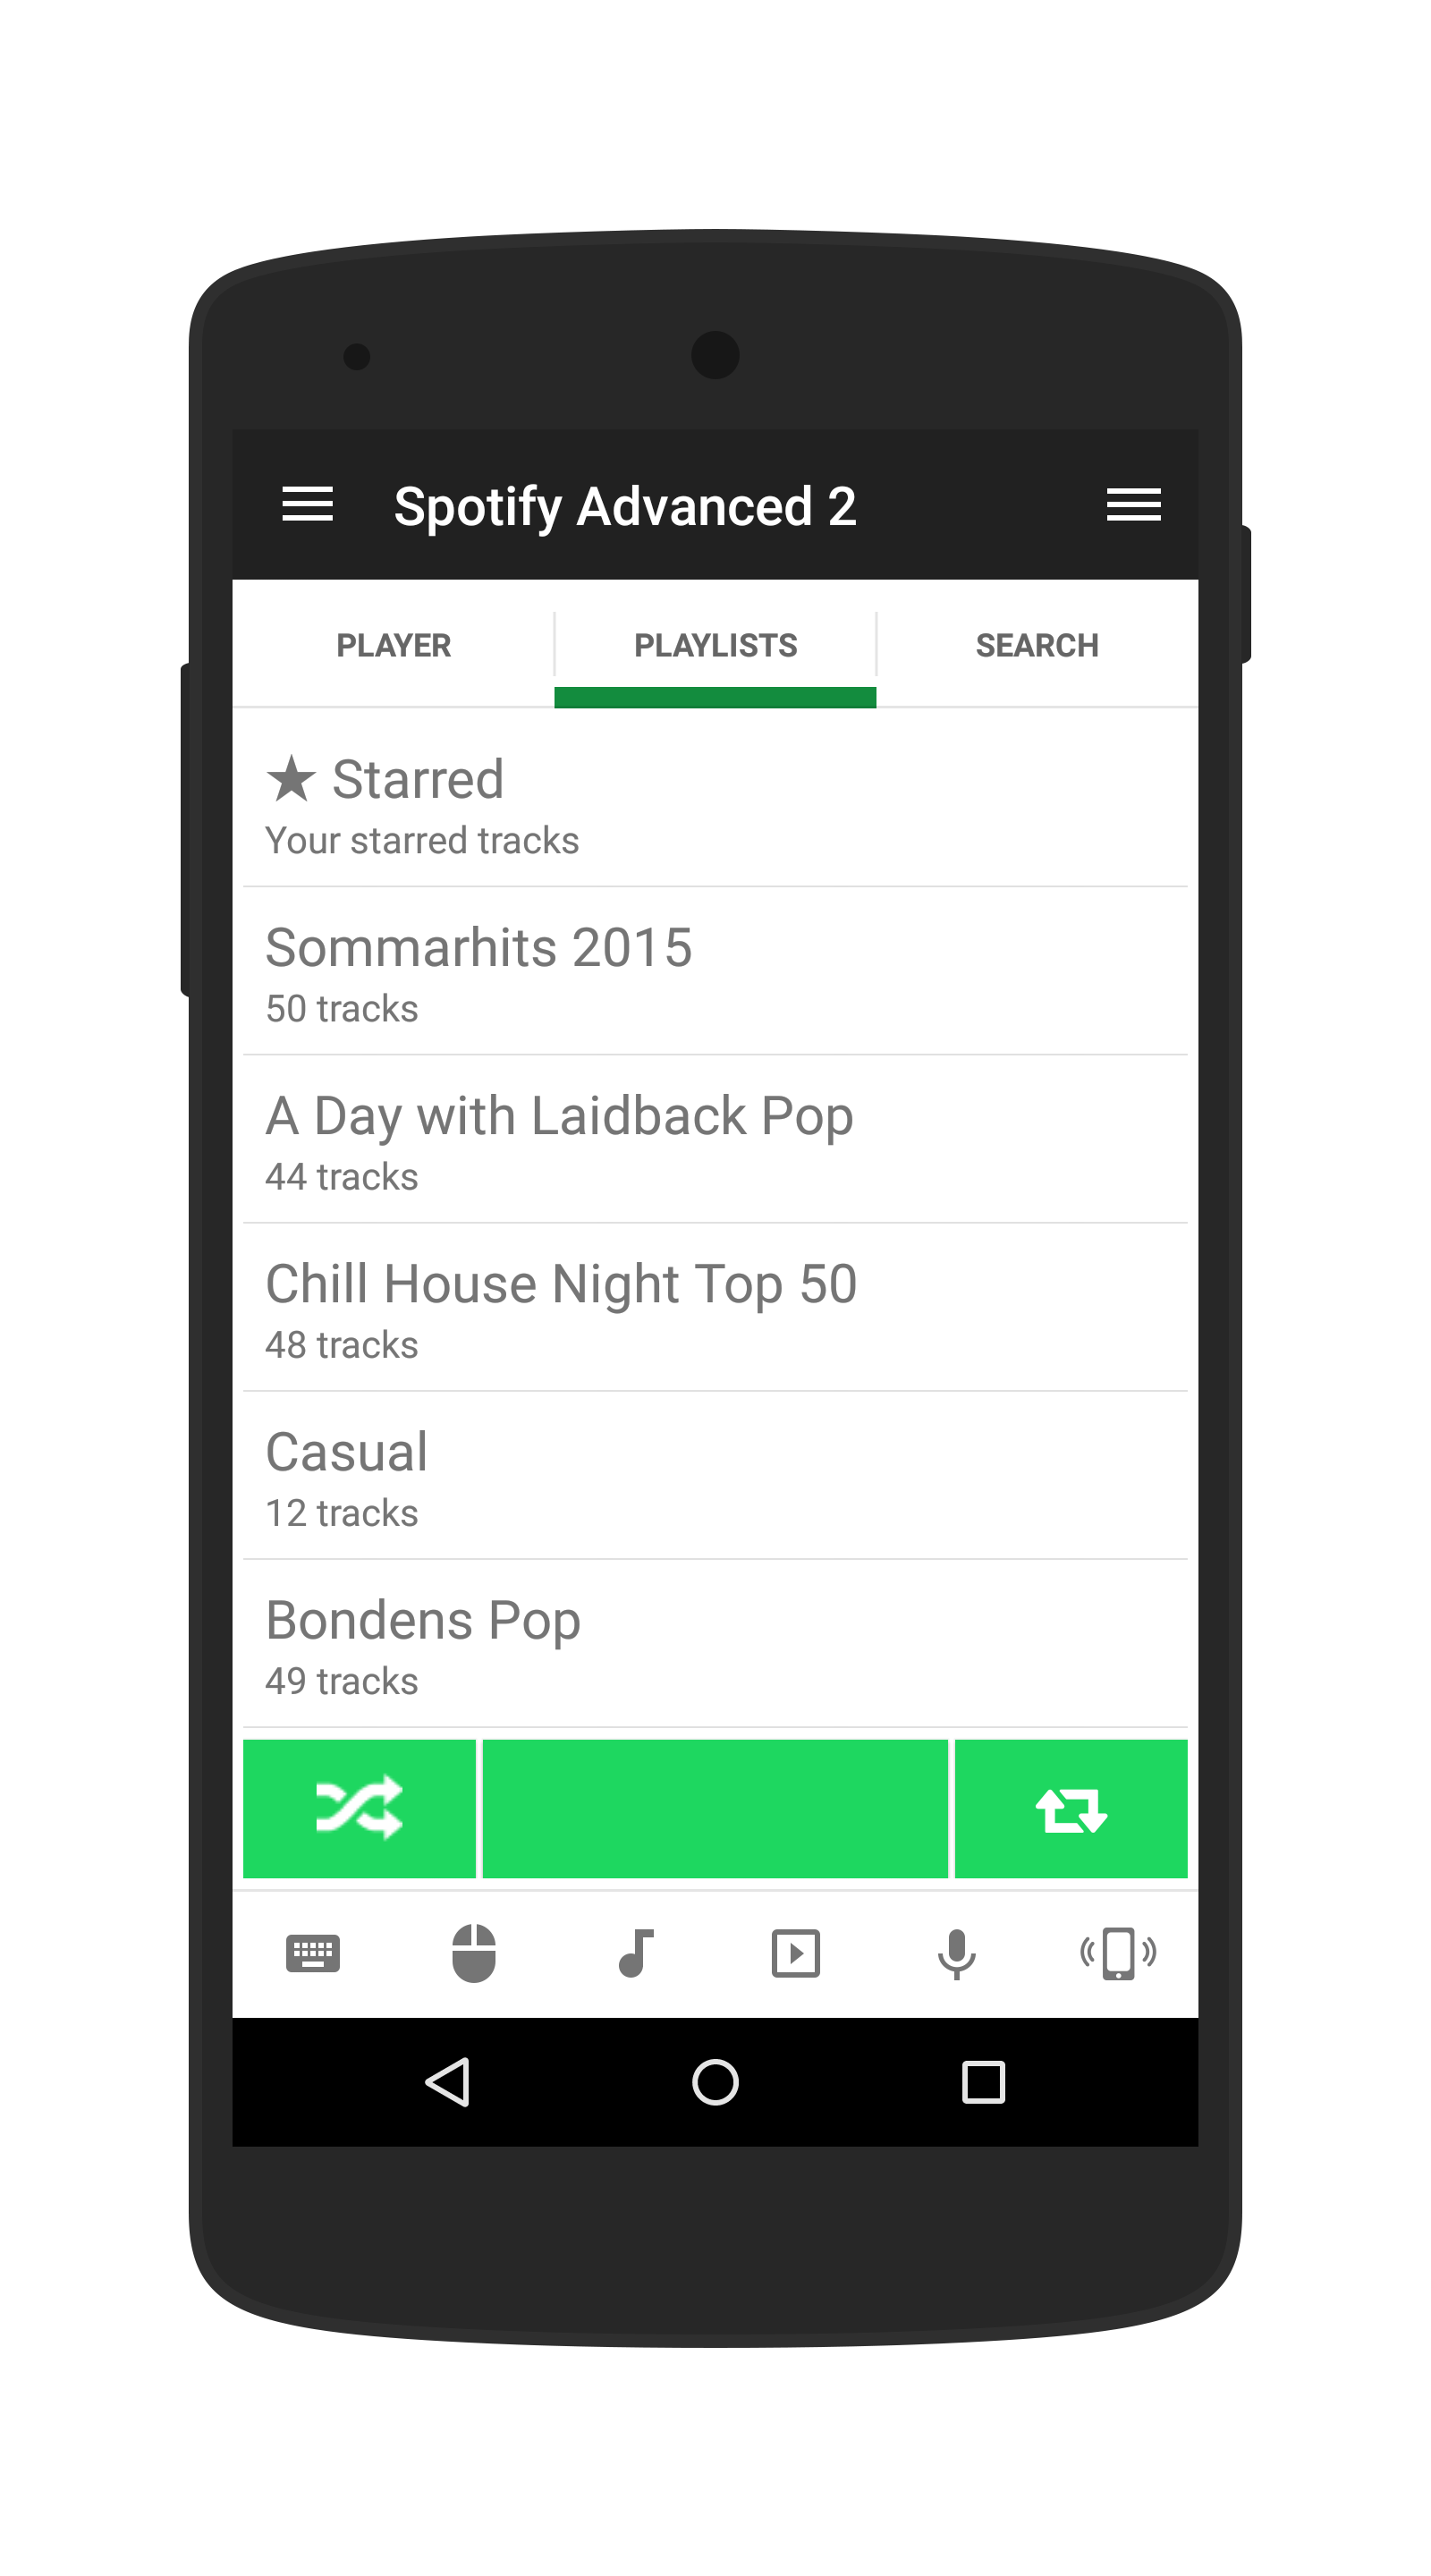 Spotify Advanced 2
PLAYER
PLAYLISTS
SEARCH
★ Starred
Your starred tracks
Sommarhits 2015
50 tracks
A Day with Laidback Pop
44 tracks
Chill House Night Top 50
48 tracks
Casual
12 tracks
Bondens Pop
49 tracks